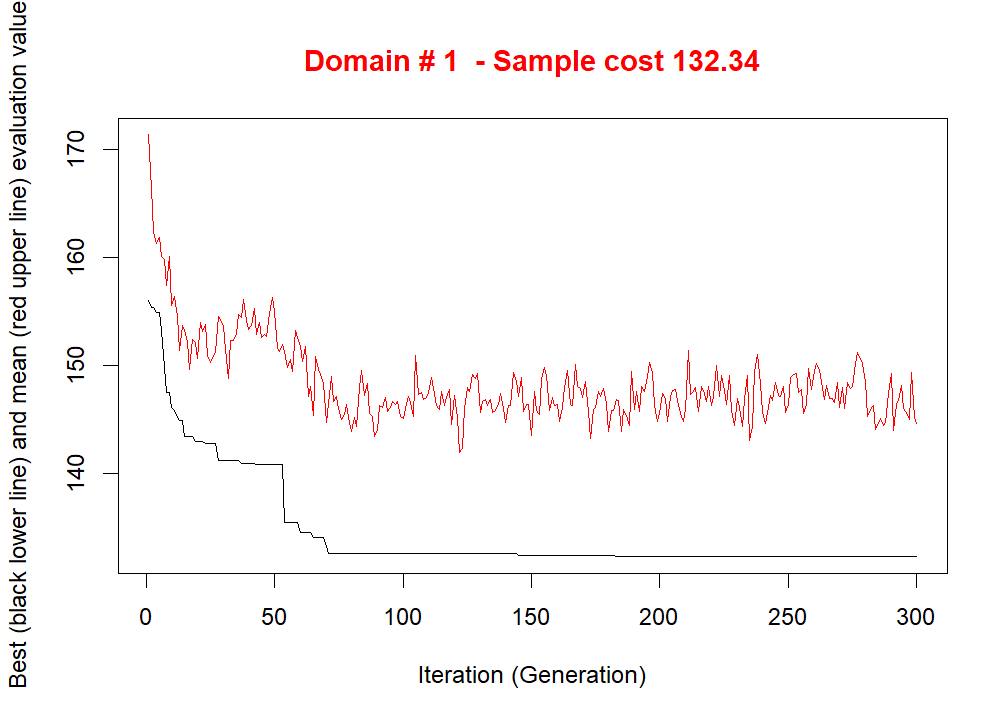 Domain # 1  - Sample cost 132.34
Best (black lower line) and mean (red upper line) evaluation value
170
160
150
140
0 50 100 150 200 250 300
Iteration (Generation)